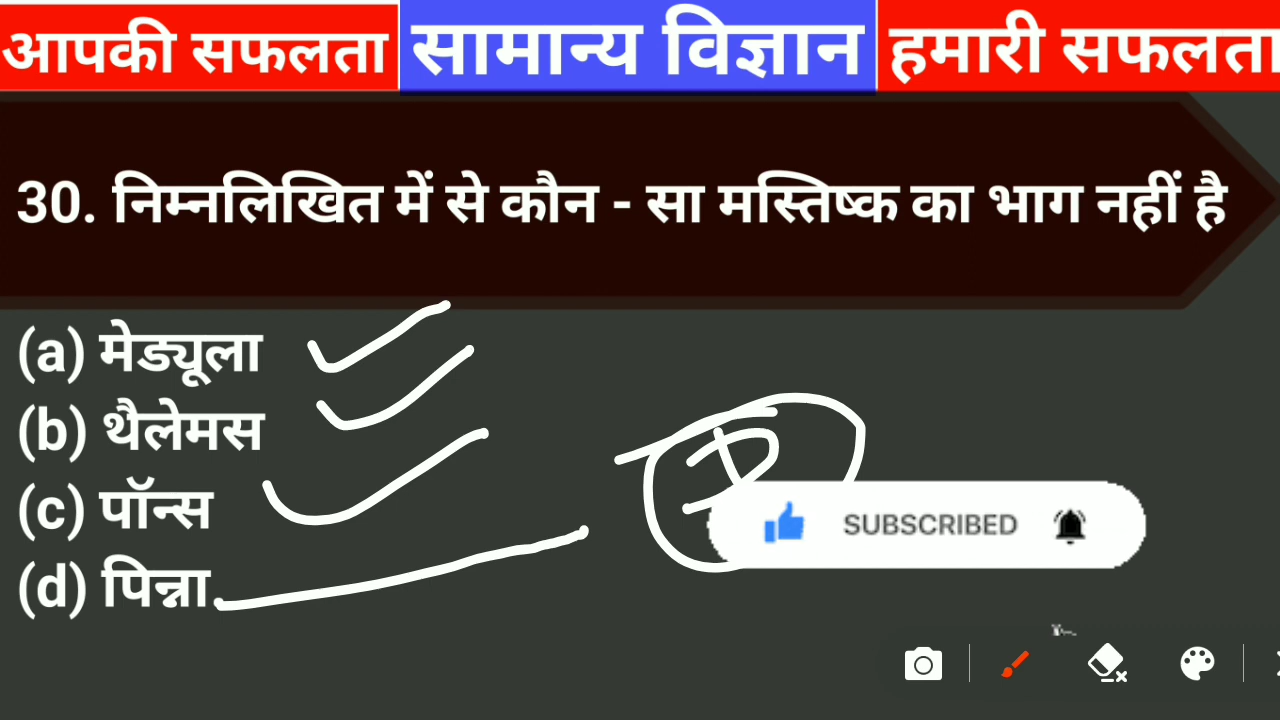 आपकी सफलता सामान्य विज्ञान हमारी सफलता
30. निम्नलिखित में से कौन - सा मस्तिष्क का भाग नहीं है
(a) मेड्यूला
(b) थैलेमस
(c) पॉन्स
(d) पिन्ना.
SUBSCRIBED